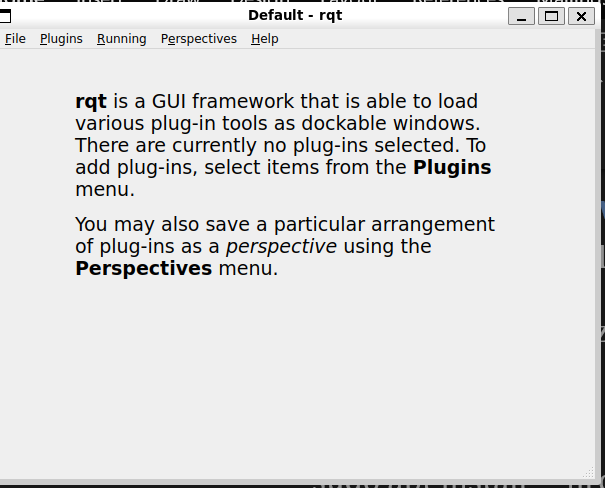 Default - rqt
File Plugins Running Perspectives Help
rqt is a GUI framework that is able to load
various plug-in tools as dockable windows.
There are currently no plug-ins selected. To
add plug-ins, select items from the Plugins
menu.
You may also save a particular arrangement
of plug-ins as a perspective using the
Perspectives menu.